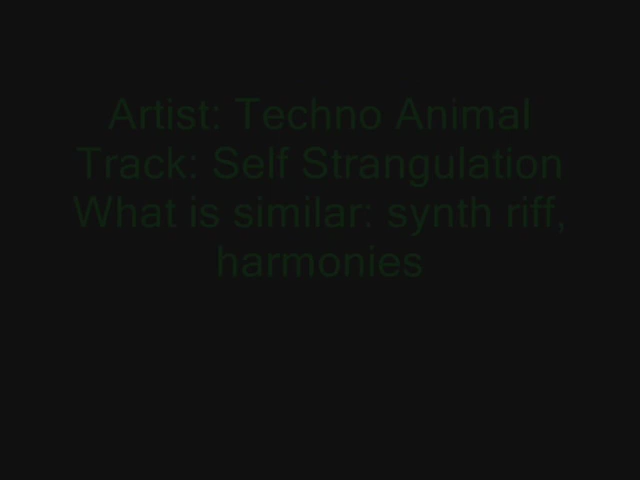 Artist: Techno Animal
Track: Self Strangulation
What is similar: synth riff,
harmonies